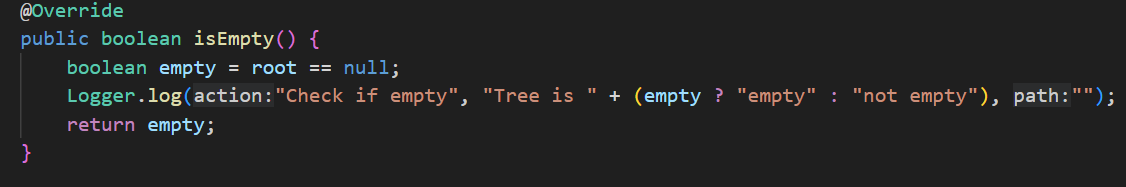 @Override
public boolean isEmpty() {
boolean empty = root == null;
Logger.log(action:"Check if empty", "Tree is " + (empty ? "empty" : "not empty"), path:"");
return empty;
}